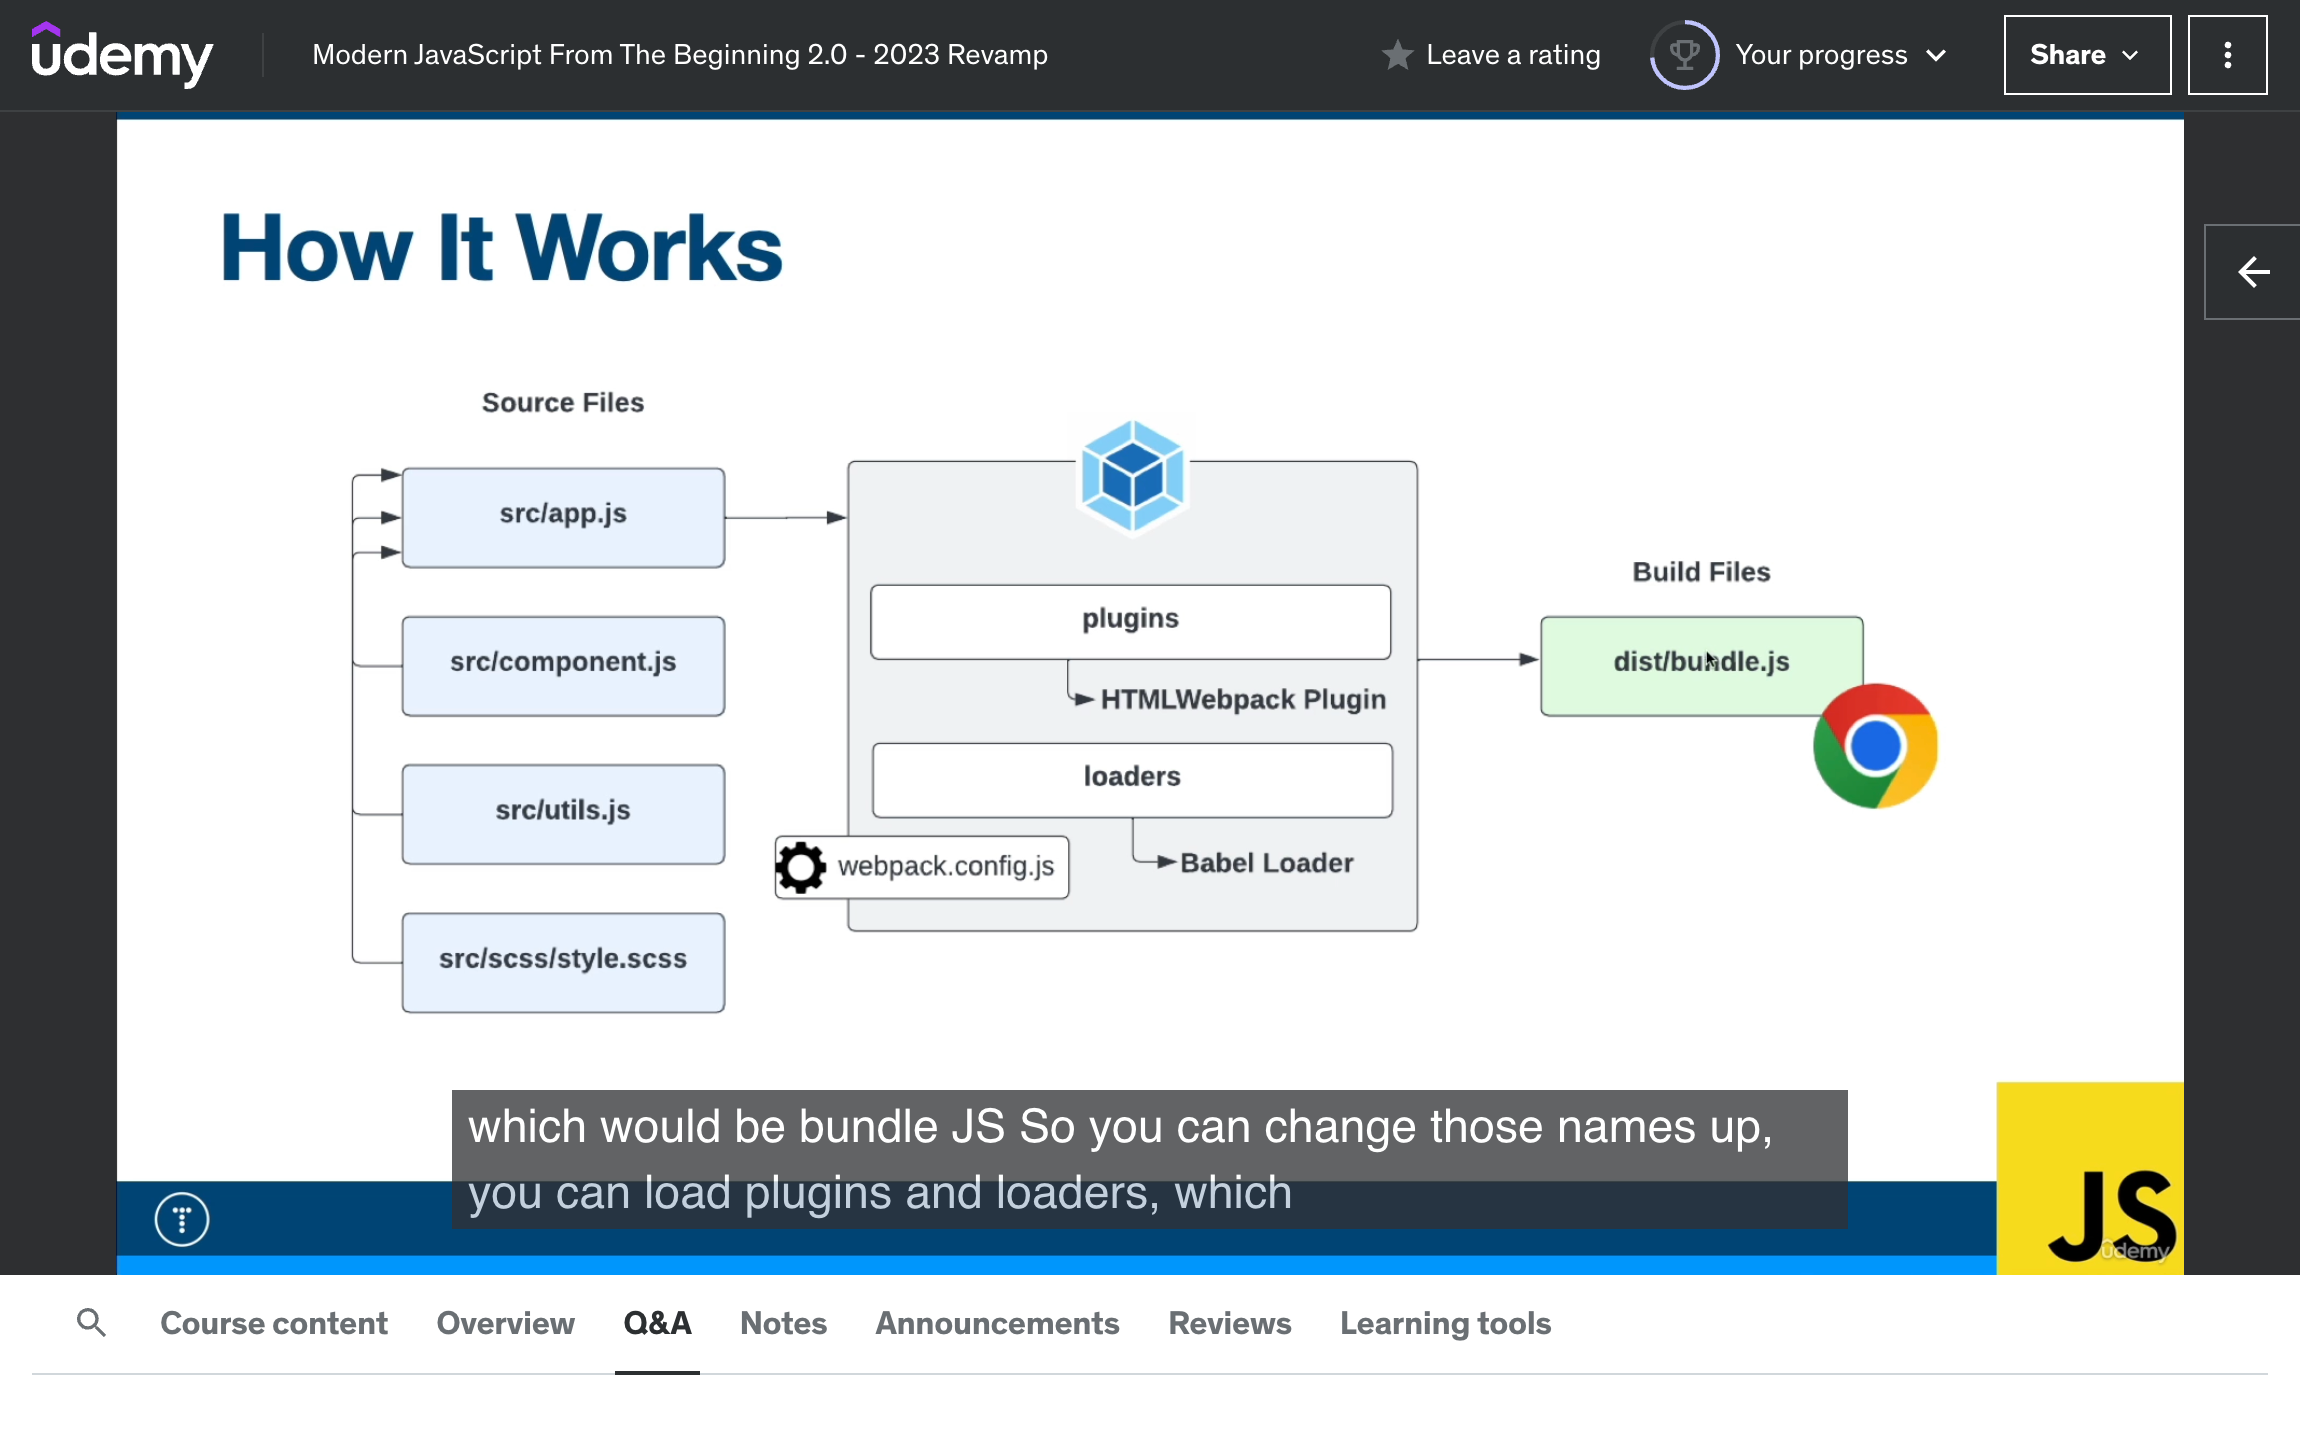 udemy
Modern JavaScript From The Beginning 2.0 - 2023 Revamp
Leave a rating
Your progress
Share
How It Works
Source Files
src/app.js
src/component.js
src/utils.js
src/scss/style.scss
plugins
HTMLWebpack Plugin
loaders
Babel Loader
webpack.config.js
Build Files
dist/bundle.js
which would be bundle JS So you can change those names up,
you can load plugins and loaders, which
T
JS
udemy
Course content
Overview
Q&A
Notes
Announcements
Reviews
Learning tools